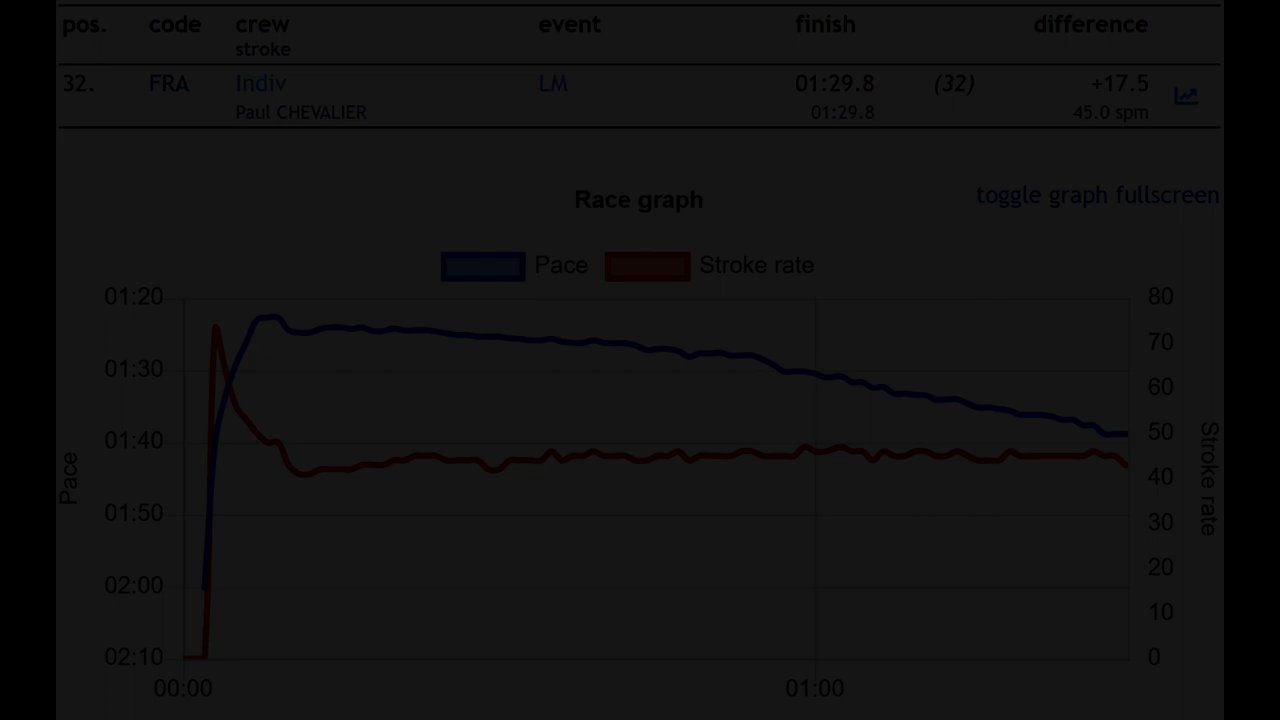 pos. code crew event finish difference
stroke
32. FRA Indiv LM 01:29.8 (32) +17.5
Paul CHEVALIER 01:29.8 45.0 spm
Race graph
toggle graph fullscreen
Pace Stroke rate
01:20 80
70
01:30
60
01:40 50
40
01:50
30
02:00 20
10
02:10 0
Pace
Stroke rate
00:00 01:00